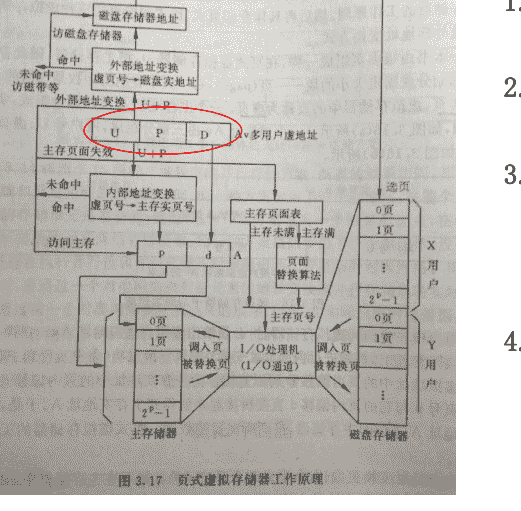 1.
磁盘存储器地址
访磁盘存储器
命中
外部地址变换
虚页号→磁盘实地址
未命中
访磁带等
2.
外部地址变换
U+P
U P D Av多用户虚地址
主存页面失效
U+P
3.
未命中
命中
内部地址变换
虚页号→主存实页号
选页
主存页面表
0页
1页
⋮
2ᵖ-1
X用户
主存未满
主存满
访问主存
p d A
页面
替换算法
主存页号
0页
1页
⋮
Y用户
4.
0页
1页
⋮
2ᵖ-1
主存储器
调入页
被替换页
I/O处理机
(I/O通道)
调入页
被替换页
磁盘存储器
图 3.17 页式虚拟存储器工作原理